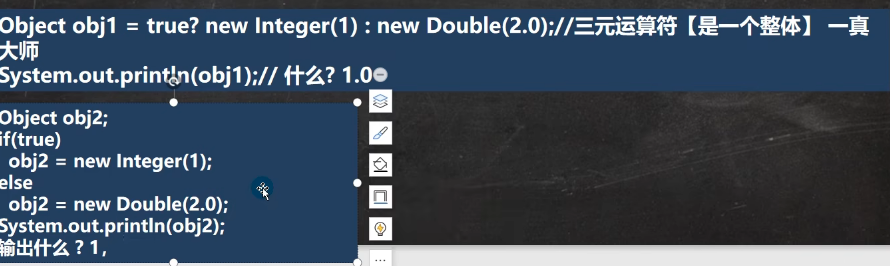 Object obj1 = true? new Integer(1) : new Double(2.0);//三元运算符【是一个整体】 一真
大师
System.out.println(obj1);// 什么? 1.0
Object obj2;
if(true)
obj2 = new Integer(1);
else
obj2 = new Double(2.0);
System.out.println(obj2);
输出什么 ? 1,